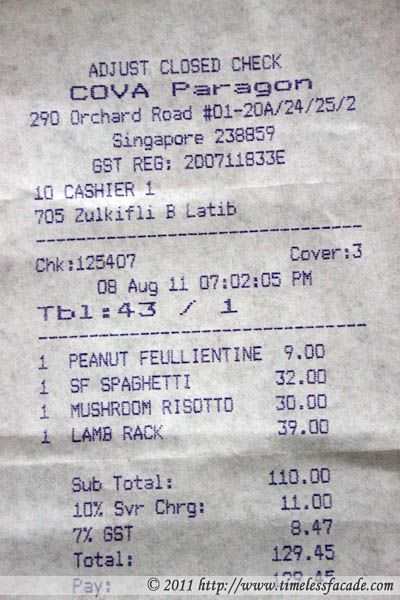 ADJUST CLOSED CHECK
COVA Paragon
290 Orchard Road #01-20A/24/25/2
Singapore 238859
GST REG: 200711833E
10 CASHIER 1
705 Zulkifli B Latib
Chk:125407 Cover:3
08 Aug 11 07:02:05 PM
Tbl:43 / 1
1 PEANUT FEULLIENTINE 9.00
1 SF SPAGHETTI 32.00
1 MUSHROOM RISOTTO 30.00
1 LAMB RACK 39.00
Sub Total: 110.00
10% Svr Chrg: 11.00
7% GST 8.47
Total: 129.45
Pay: 129.45
© 2011 http://www.timelessfacade.com